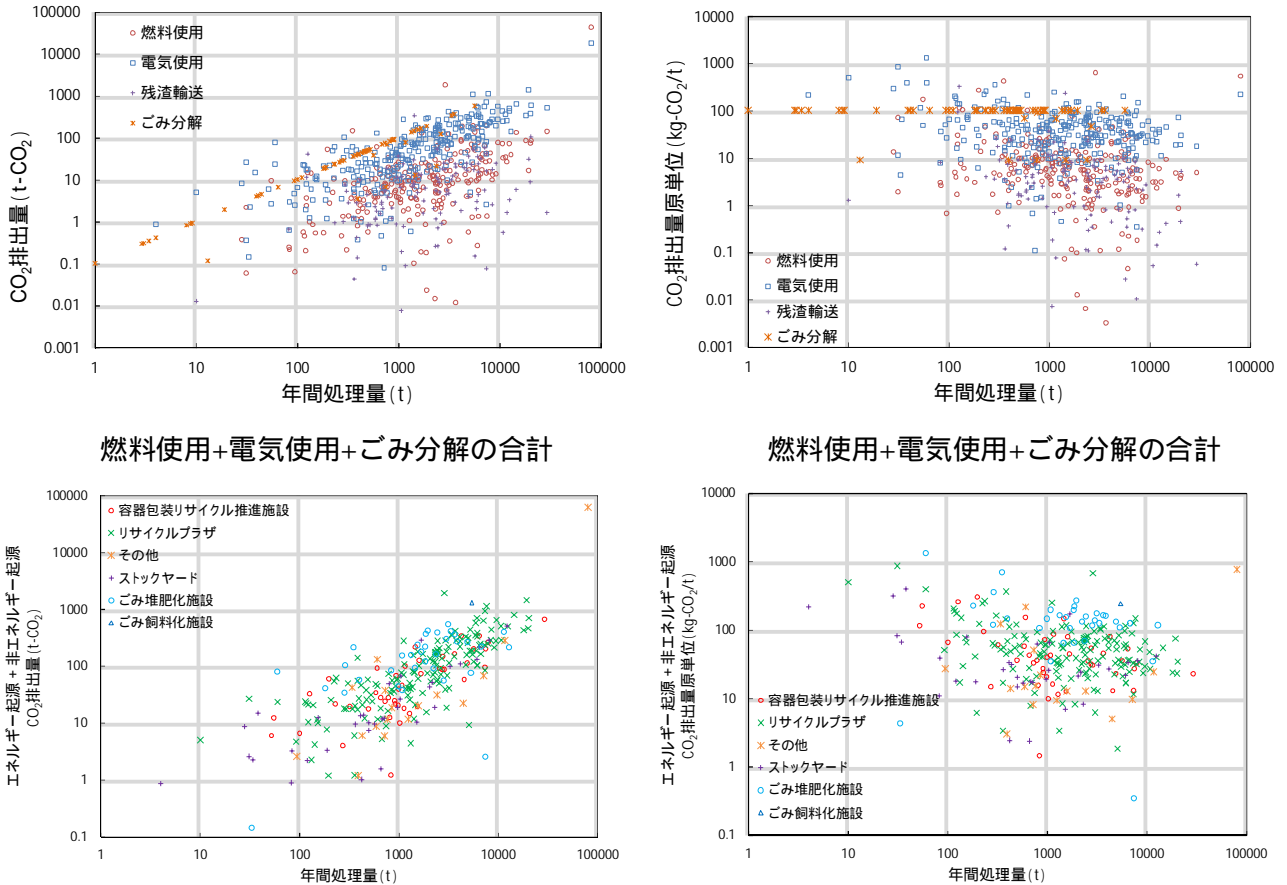 100000
10000
1000
100
10
1
0.1
0.01
0.001
CO₂排出量(t-CO₂)
燃料使用
電気使用
残渣輸送
ごみ分解
1 10 100 1000 10000 100000
年間処理量(t)
100000
10000
1000
100
10
1
0.1
0.01
0.001
CO₂排出量原単位(kg-CO₂/t)
燃料使用
電気使用
残渣輸送
ごみ分解
1 10 100 1000 10000 100000
年間処理量(t)
燃料使用+電気使用+ごみ分解の合計
100000
10000
1000
100
10
1
0.1
エネルギー起源+非エネルギー起源
CO₂排出量(t-CO₂)
容器包装リサイクル推進施設
リサイクルプラザ
その他
ストックヤード
ごみ堆肥化施設
ごみ飼料化施設
1 10 100 1000 10000 100000
年間処理量(t)
燃料使用+電気使用+ごみ分解の合計
10000
1000
100
10
1
0.1
エネルギー起源+非エネルギー起源
CO₂排出量原単位(kg-CO₂/t)
容器包装リサイクル推進施設
リサイクルプラザ
その他
ストックヤード
ごみ堆肥化施設
ごみ飼料化施設
1 10 100 1000 10000 100000
年間処理量(t)